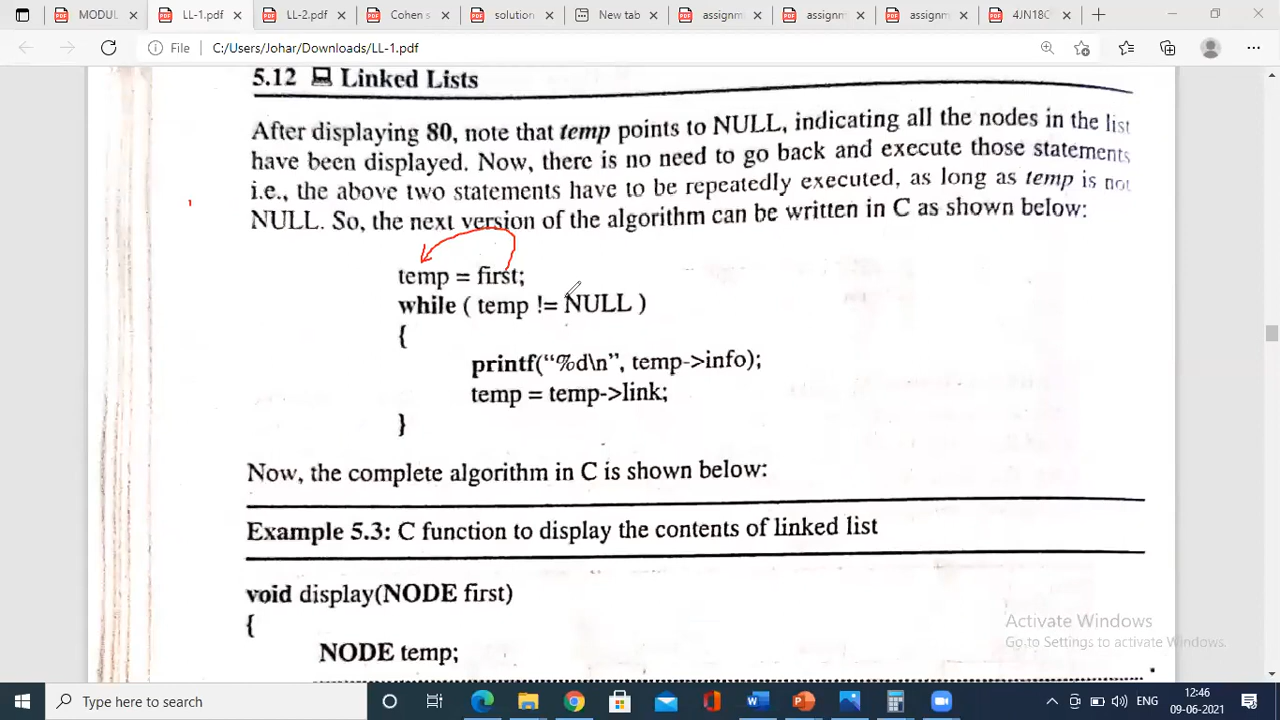 MODUL
LL-1.pdf
LL-2.pdf
Cohen s
solution
New tab
assignm
assignm
assignm
4JN18C
File
C:/Users/Johar/Downloads/LL-1.pdf
5.12 Linked Lists
After displaying 80, note that temp points to NULL, indicating all the nodes in the list
have been displayed. Now, there is no need to go back and execute those statements
i.e., the above two statements have to be repeatedly executed, as long as temp is not
NULL. So, the next version of the algorithm can be written in C as shown below:
temp = first;
while ( temp != NULL )
{
printf(“%d\n”, temp->info);
temp = temp->link;
}
Now, the complete algorithm in C is shown below:
Example 5.3: C function to display the contents of linked list
void display(NODE first)
{
NODE temp;
Activate Windows
Go to Settings to activate Windows.
Type here to search
ENG
12:46
09-06-2021